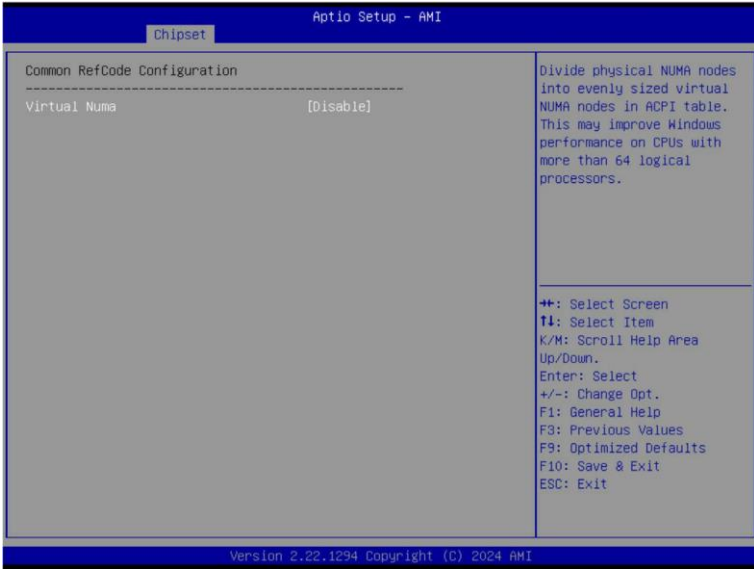 Aptio Setup - AMI
Chipset
Common RefCode Configuration
----------------------------------------------------
Virtual Numa [Disable]
Divide physical NUMA nodes
into evenly sized virtual
NUMA nodes in ACPI table.
This may improve Windows
performance on CPUs with
more than 64 logical
processors.
→←: Select Screen
↑↓: Select Item
K/M: Scroll Help Area
Up/Down.
Enter: Select
+/-: Change Opt.
F1: General Help
F3: Previous Values
F9: Optimized Defaults
F10: Save & Exit
ESC: Exit
Version 2.22.1294 Copyright (C) 2024 AMI